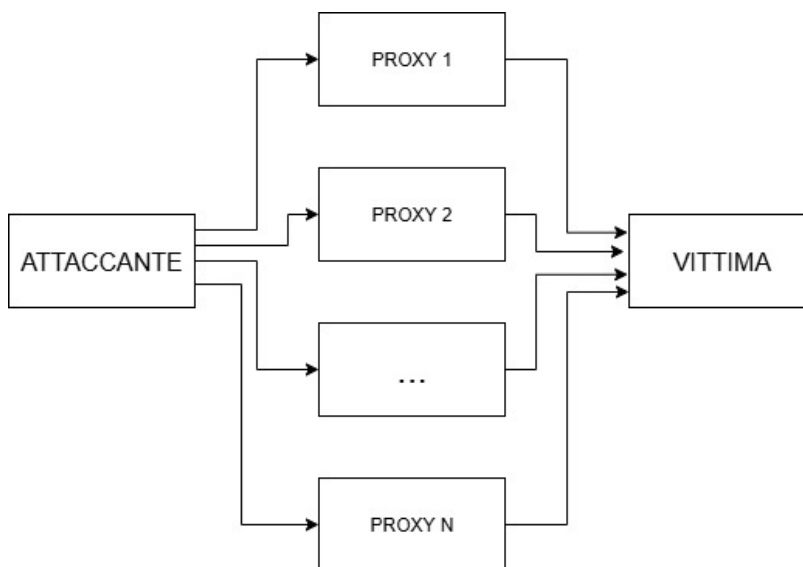 PROXY 1
PROXY 2
ATTACCANTE
VITTIMA
...
PROXY N